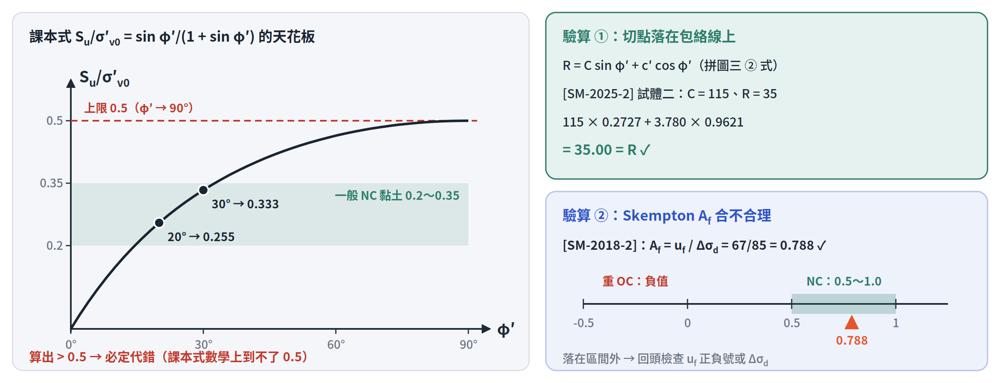 課本式 Su/σ′v0 = sin ϕ′/(1 + sin ϕ′) 的天花板
Su/σ′v0
上限 0.5（ϕ′ → 90°）
0.5
0.35
一般 NC 黏土 0.2～0.35
30° → 0.333
20° → 0.255
0.2
ϕ′
0°
30°
60°
90°
算出 > 0.5 → 必定代錯（課本式數學上到不了 0.5）
驗算 ①：切點落在包絡線上
R = C sin ϕ′ + c′ cos ϕ′（拼圖三 ② 式）
[SM-2025-2] 試體二：C = 115、R = 35
115 × 0.2727 + 3.780 × 0.9621
= 35.00 = R ✓
驗算 ②：Skempton Af 合不合理
[SM-2018-2]：Af = uf / Δσd = 67/85 = 0.788 ✓
重 OC：負值
NC：0.5～1.0
-0.5
0
0.5
1
0.788
落在區間外 → 回頭檢查 uf 正負號或 Δσd